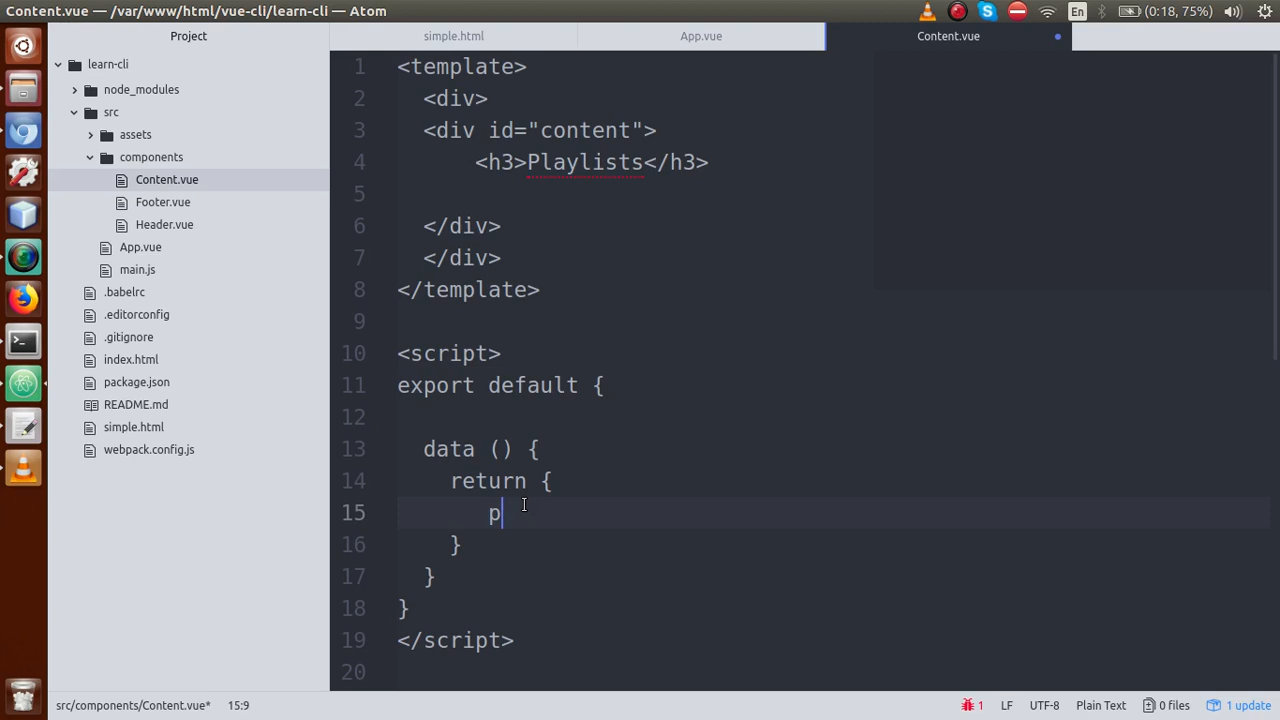 Content.vue — /var/www/html/vue-cli/learn-cli — Atom
En
(0:18, 75%)
Project
simple.html
App.vue
Content.vue
learn-cli
node_modules
src
assets
components
Content.vue
Footer.vue
Header.vue
App.vue
main.js
.babelrc
.editorconfig
.gitignore
index.html
package.json
README.md
simple.html
webpack.config.js
1 <template>
2 <div>
3 <div id="content">
4 <h3>Playlists</h3>
5
6 </div>
7 </div>
8 </template>
9
10 <script>
11 export default {
12
13 data () {
14 return {
15 p
16 }
17 }
18 }
19 </script>
20
src/components/Content.vue* 15:9
1 LF UTF-8 Plain Text 0 files 1 update